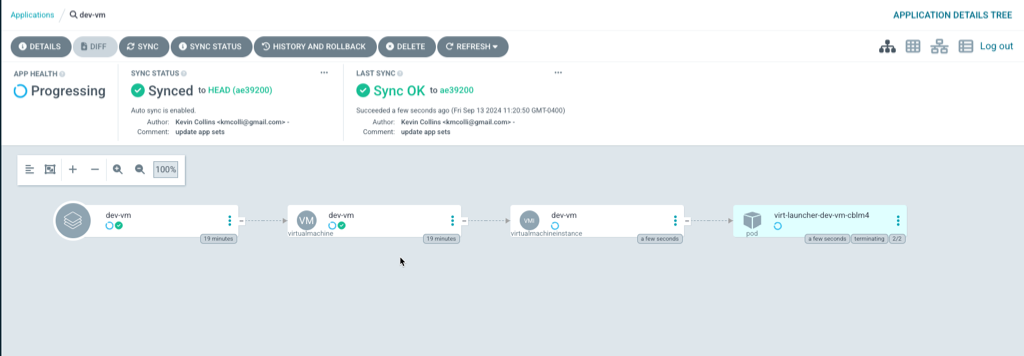 Applications / dev-vm
APPLICATION DETAILS TREE
DETAILS DIFF SYNC SYNC STATUS HISTORY AND ROLLBACK DELETE REFRESH
Log out
APP HEALTH
Progressing
SYNC STATUS
Synced to HEAD (ae39200)
Auto sync is enabled.
Author: Kevin Collins <kmcolli@gmail.com> -
Comment: update app sets
LAST SYNC
Sync OK to ae39200
Succeeded a few seconds ago (Fri Sep 13 2024 11:20:50 GMT-0400)
Author: Kevin Collins <kmcolli@gmail.com> -
Comment: update app sets
100%
dev-vm
19 minutes
VM
dev-vm
virtualmachine
19 minutes
VMI
dev-vm
virtualmachineinstance
a few seconds
virt-launcher-dev-vm-cblm4
pod
a few seconds terminating 2/2